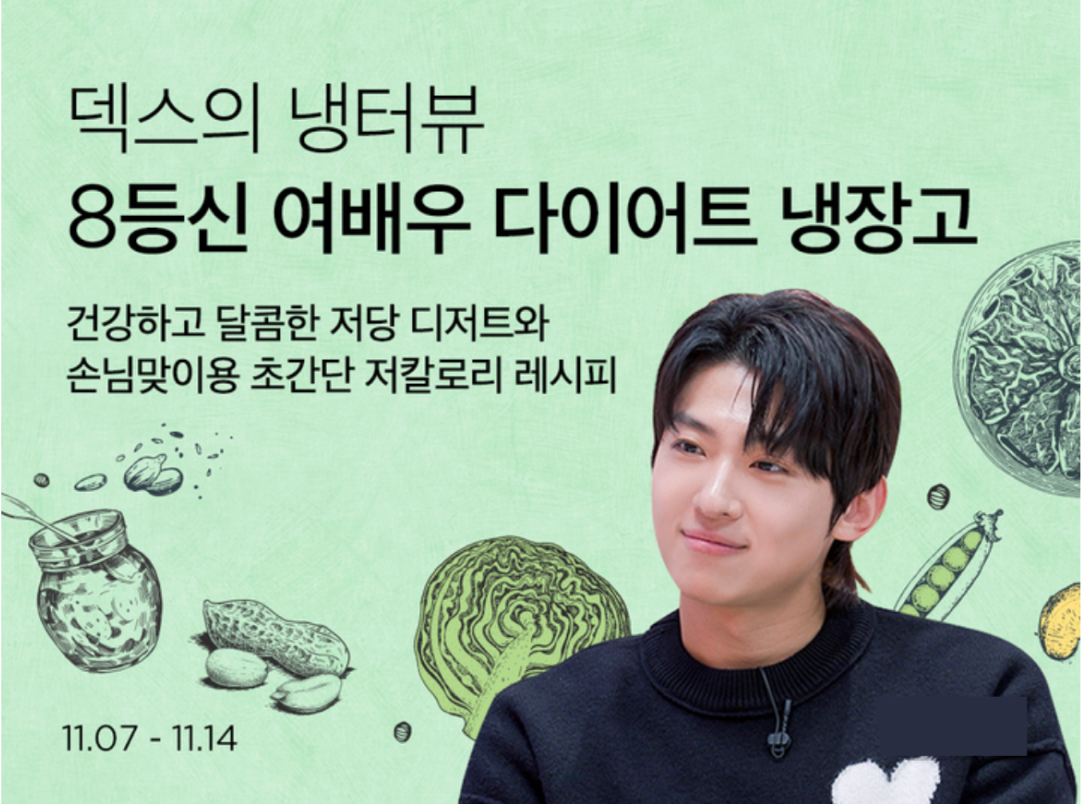 덱스의 냉터뷰
8등신 여배우 다이어트 냉장고
건강하고 달콤한 저당 디저트와
손님맞이용 초간단 저칼로리 레시피
11.07 - 11.14